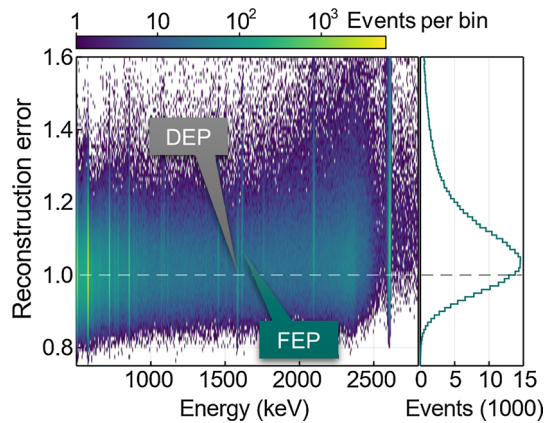 1 10 10² 10³ Events per bin
1.6
1.4
1.2
1.0
0.8
Reconstruction error
DEP
FEP
1000 1500 2000 2500
Energy (keV)
0 5 10 15
Events (1000)